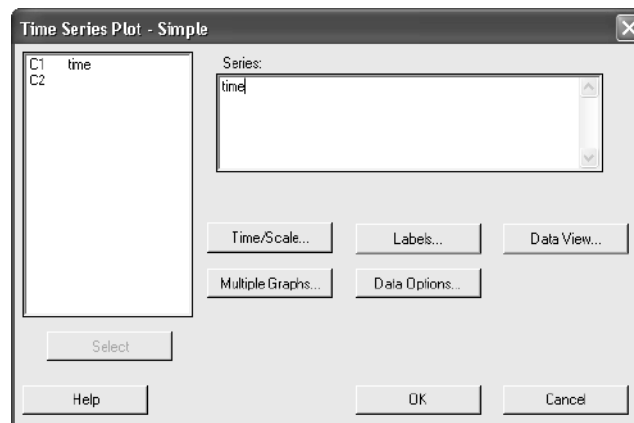 Time Series Plot - Simple
C1 time
C2
Series:
time
Time/Scale...
Labels...
Data View...
Multiple Graphs...
Data Options...
Select
Help
OK
Cancel